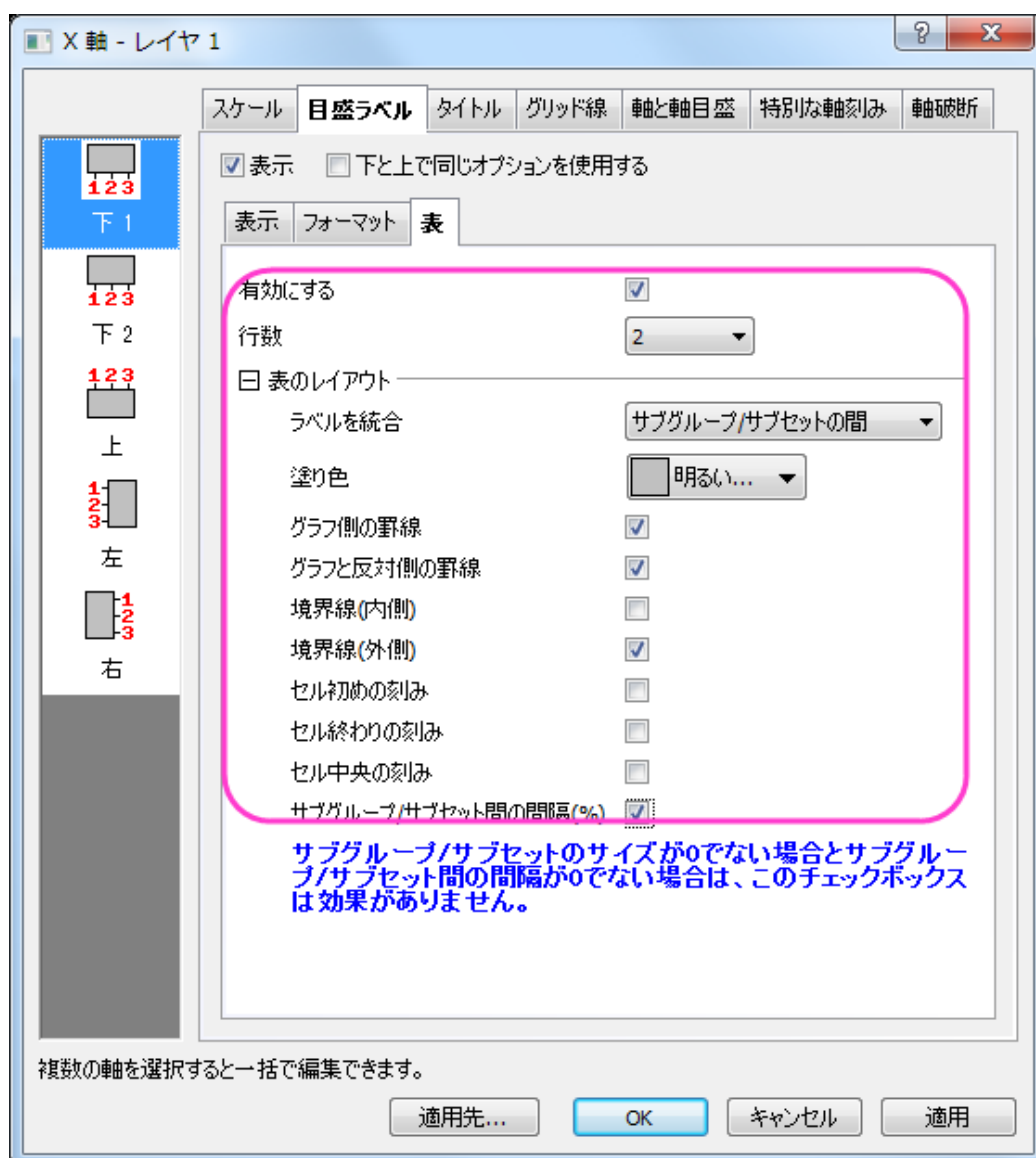 X 軸 - レイヤ 1
スケール 目盛ラベル タイトル グリッド線 軸と軸目盛 特別な軸刻み 軸破断
表示 下と上で同じオプションを使用する
表示 フォーマット 表
123
下 1
123
下 2
123
上
1
2
3
左
1
2
3
右
有効にする
行数 2
表のレイアウト
ラベルを統合 サブグループ/サブセットの間
塗り色 明るい...
グラフ側の罫線
グラフと反対側の罫線
境界線(内側)
境界線(外側)
セル初めの刻み
セル終わりの刻み
セル中央の刻み
サブグループ/サブセット間の間隔(%)
サブグループ/サブセットのサイズが0でない場合とサブグルー
プ/サブセット間の間隔が0でない場合は、このチェックボックス
は効果がありません。
複数の軸を選択すると一括で編集できます。
適用先... OK キャンセル 適用